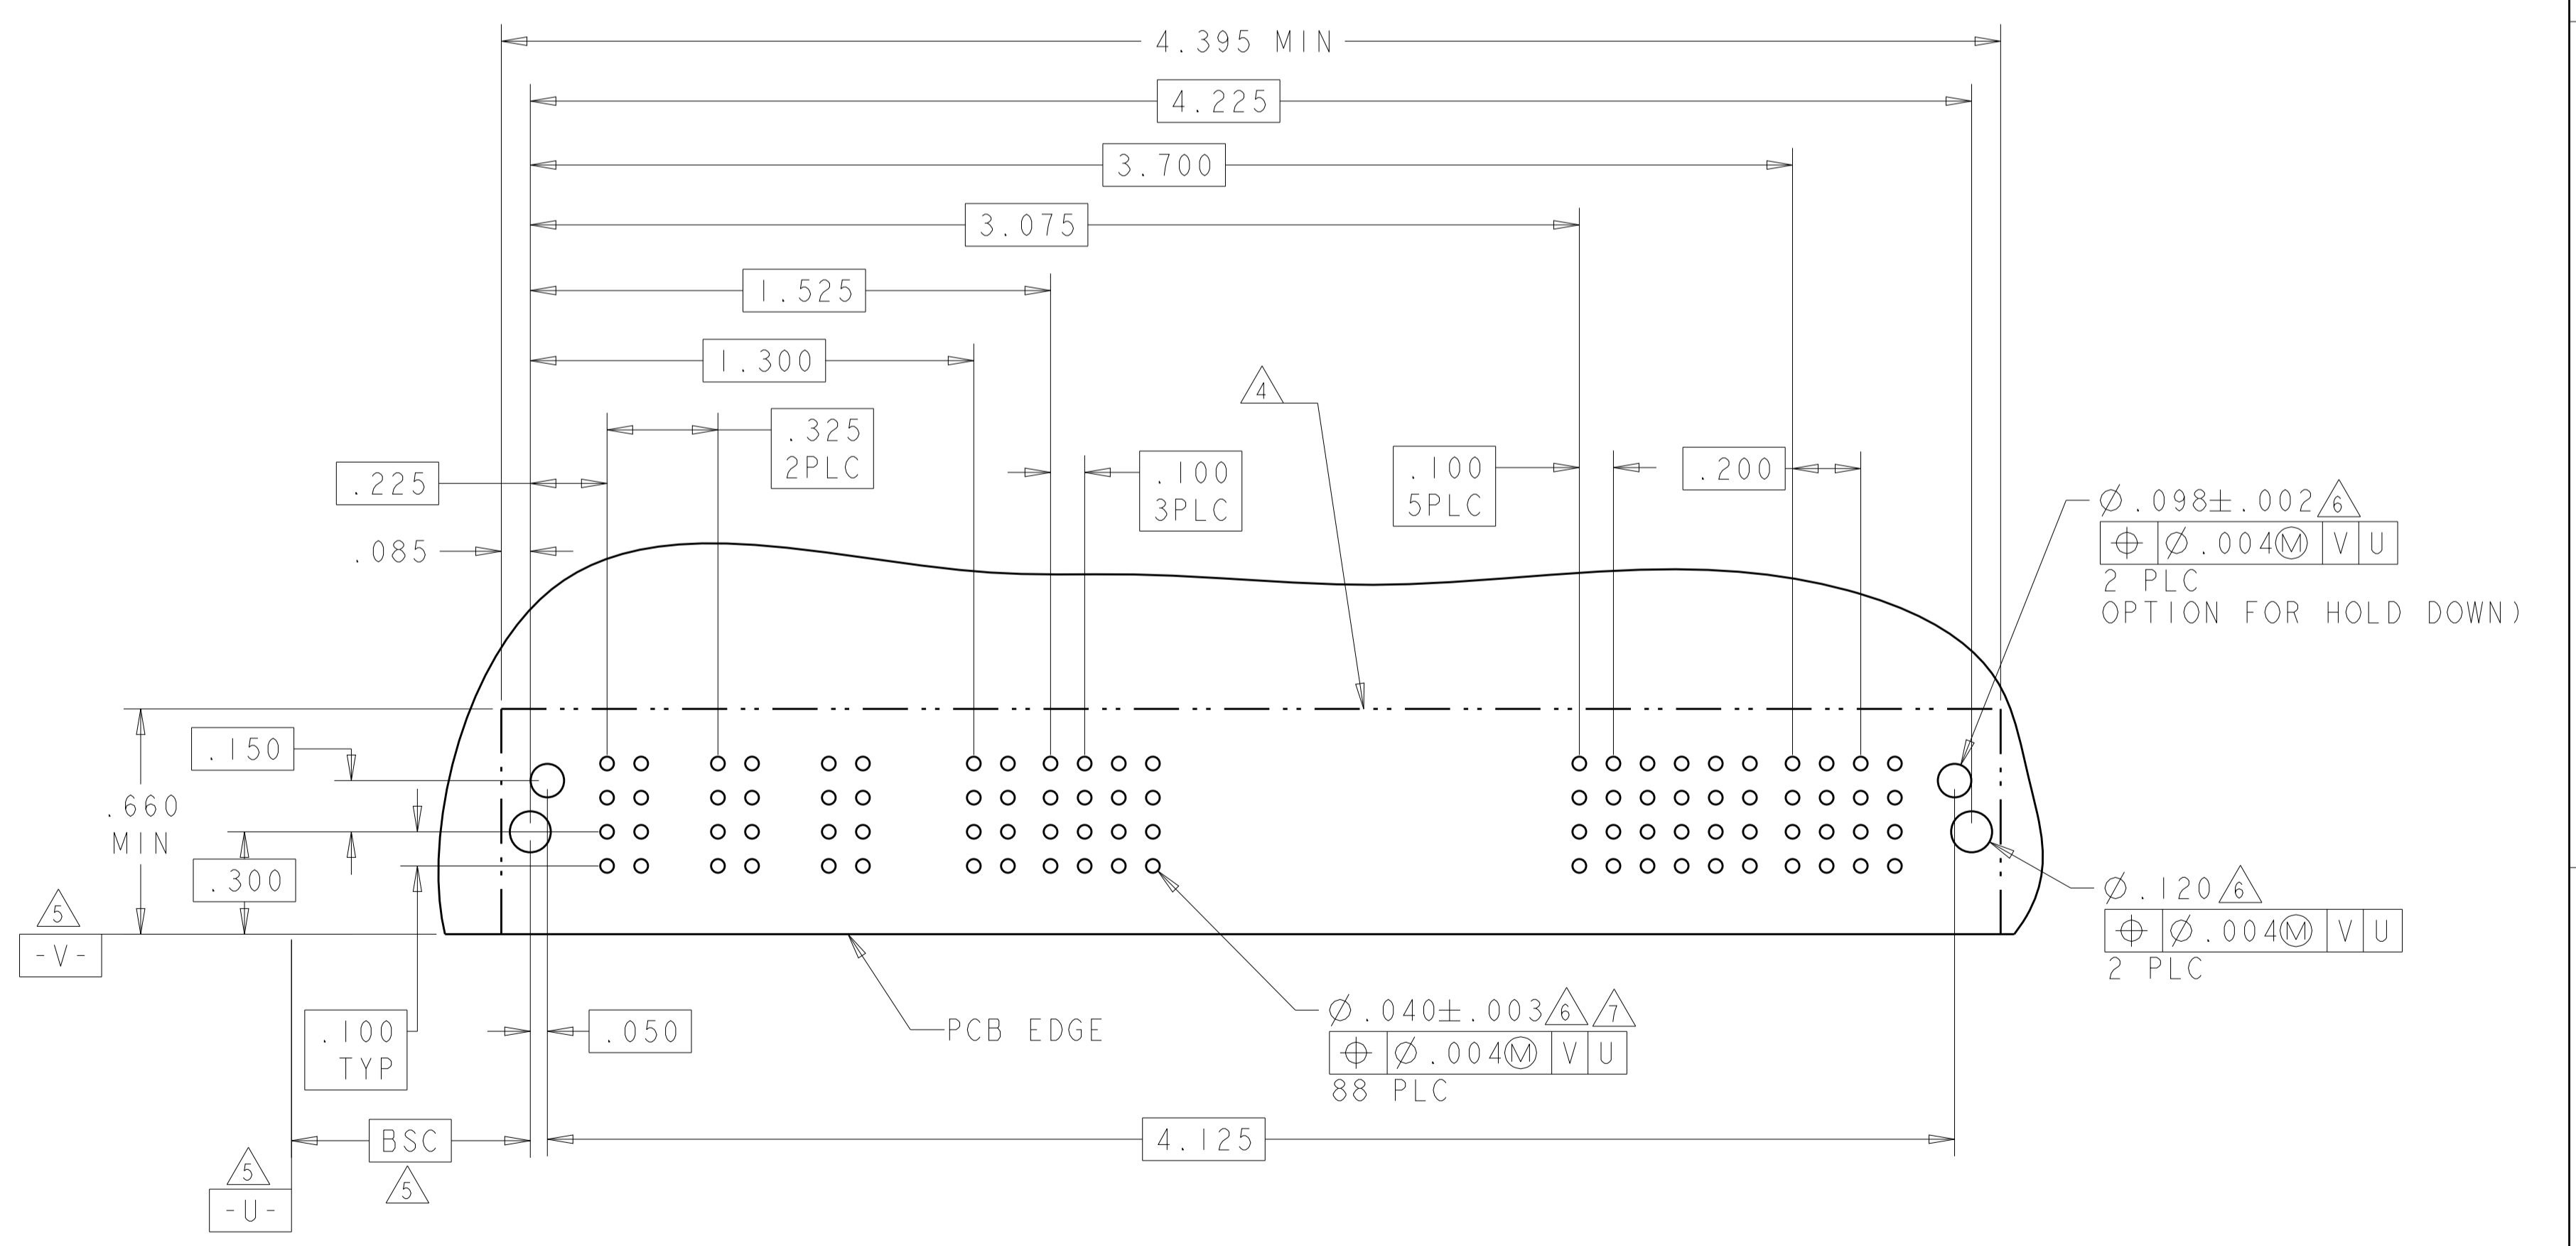 4.395 MIN
4.225
3.700
3.075
1.525
1.300
4
.325
2PLC
.225
.100
3PLC
.100
5PLC
.200
.085
⌀.098±.002 6
⌖ ⌀.004Ⓜ V U
2 PLC
OPTION FOR HOLD DOWN)
.150
.660
MIN
.300
5
-V-
⌀.120 6
⌖ ⌀.004Ⓜ V U
2 PLC
.100
TYP
.050
PCB EDGE
⌀.040±.003 6 7
⌖ ⌀.004Ⓜ V U
88 PLC
BSC
5
4.125
5
-U-